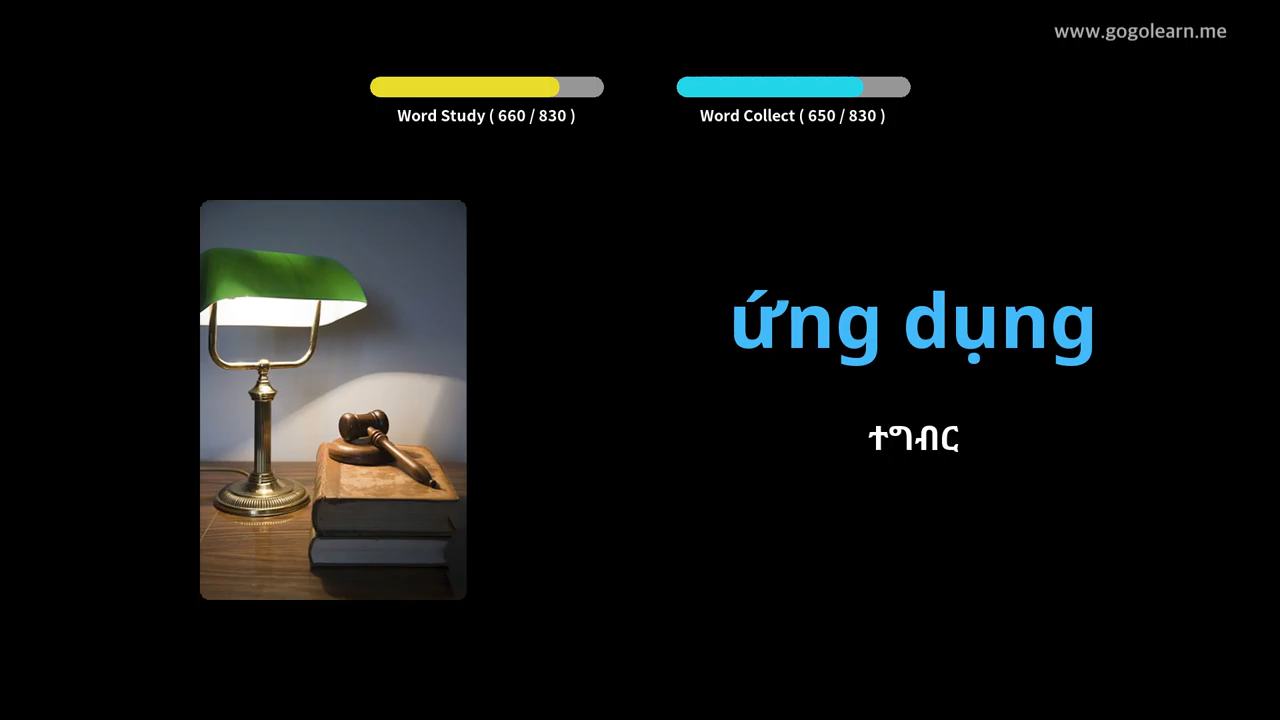 www.gogolearn.me
Word Study ( 660 / 830 )
Word Collect ( 650 / 830 )
ứng dụng
ተግብር